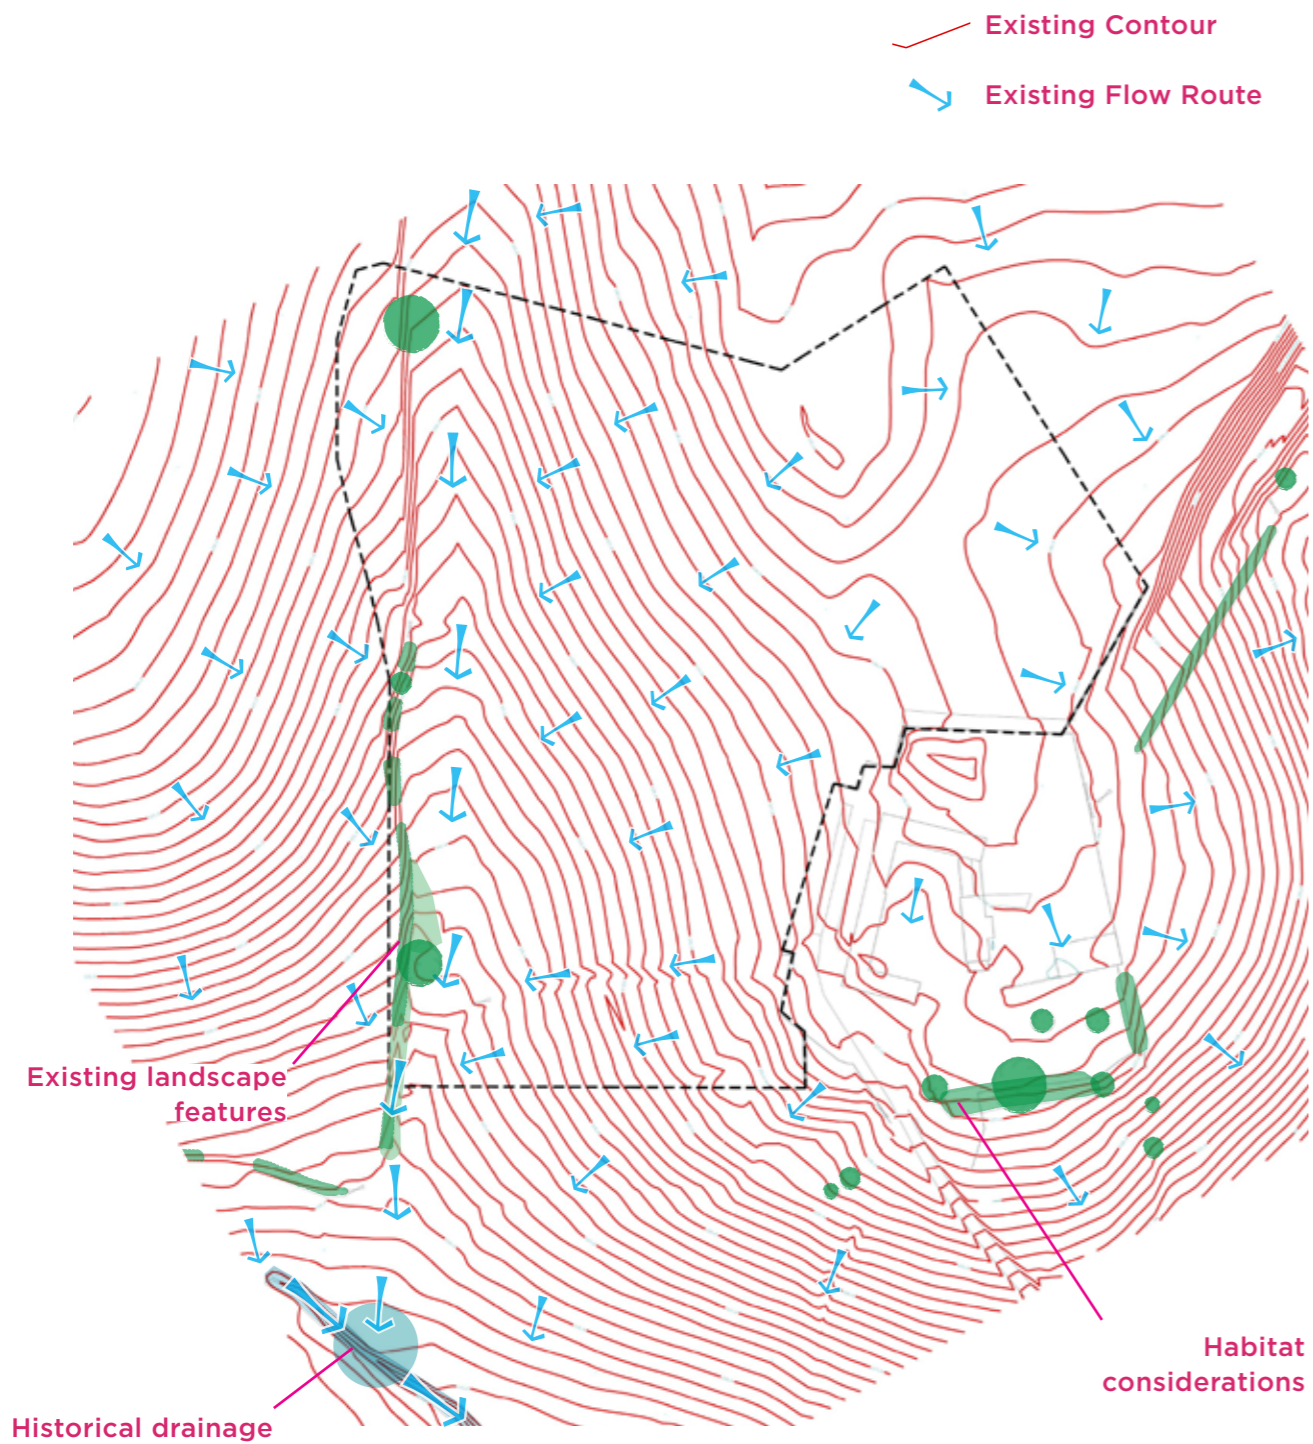 Existing Contour
Existing Flow Route
Existing landscape
features
Habitat
considerations
Historical drainage